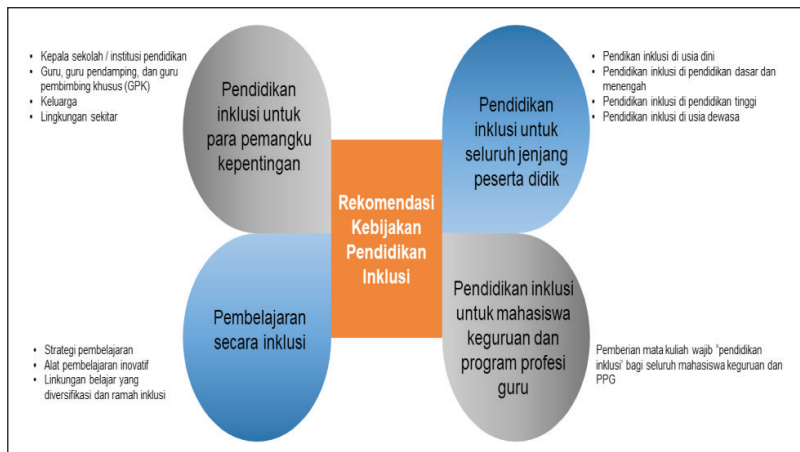 • Kepala sekolah / institusi pendidikan
• Guru, guru pendamping, dan guru
pembimbing khusus (GPK)
• Keluarga
• Lingkungan sekitar
Pendidikan
inklusi untuk
para pemangku
kepentingan
Pendidikan
inklusi untuk
seluruh jenjang
peserta didik
• Pendikan inklusi di usia dini
• Pendidikan inklusi di pendidikan dasar dan
menengah
• Pendidikan inklusi di pendidikan tinggi
• Pendidikan inklusi di usia dewasa
Rekomendasi
Kebijakan
Pendidikan
Inklusi
• Strategi pembelajaran
• Alat pembelajaran inovatif
• Linkungan belajar yang
diversifikasi dan ramah inklusi
Pembelajaran
secara inklusi
Pendidikan inklusi
untuk mahasiswa
keguruan dan
program profesi
guru
Pemberian mata kuliah wajib “pendidikan
inklusi’ bagi seluruh mahasiswa keguruan dan
PPG